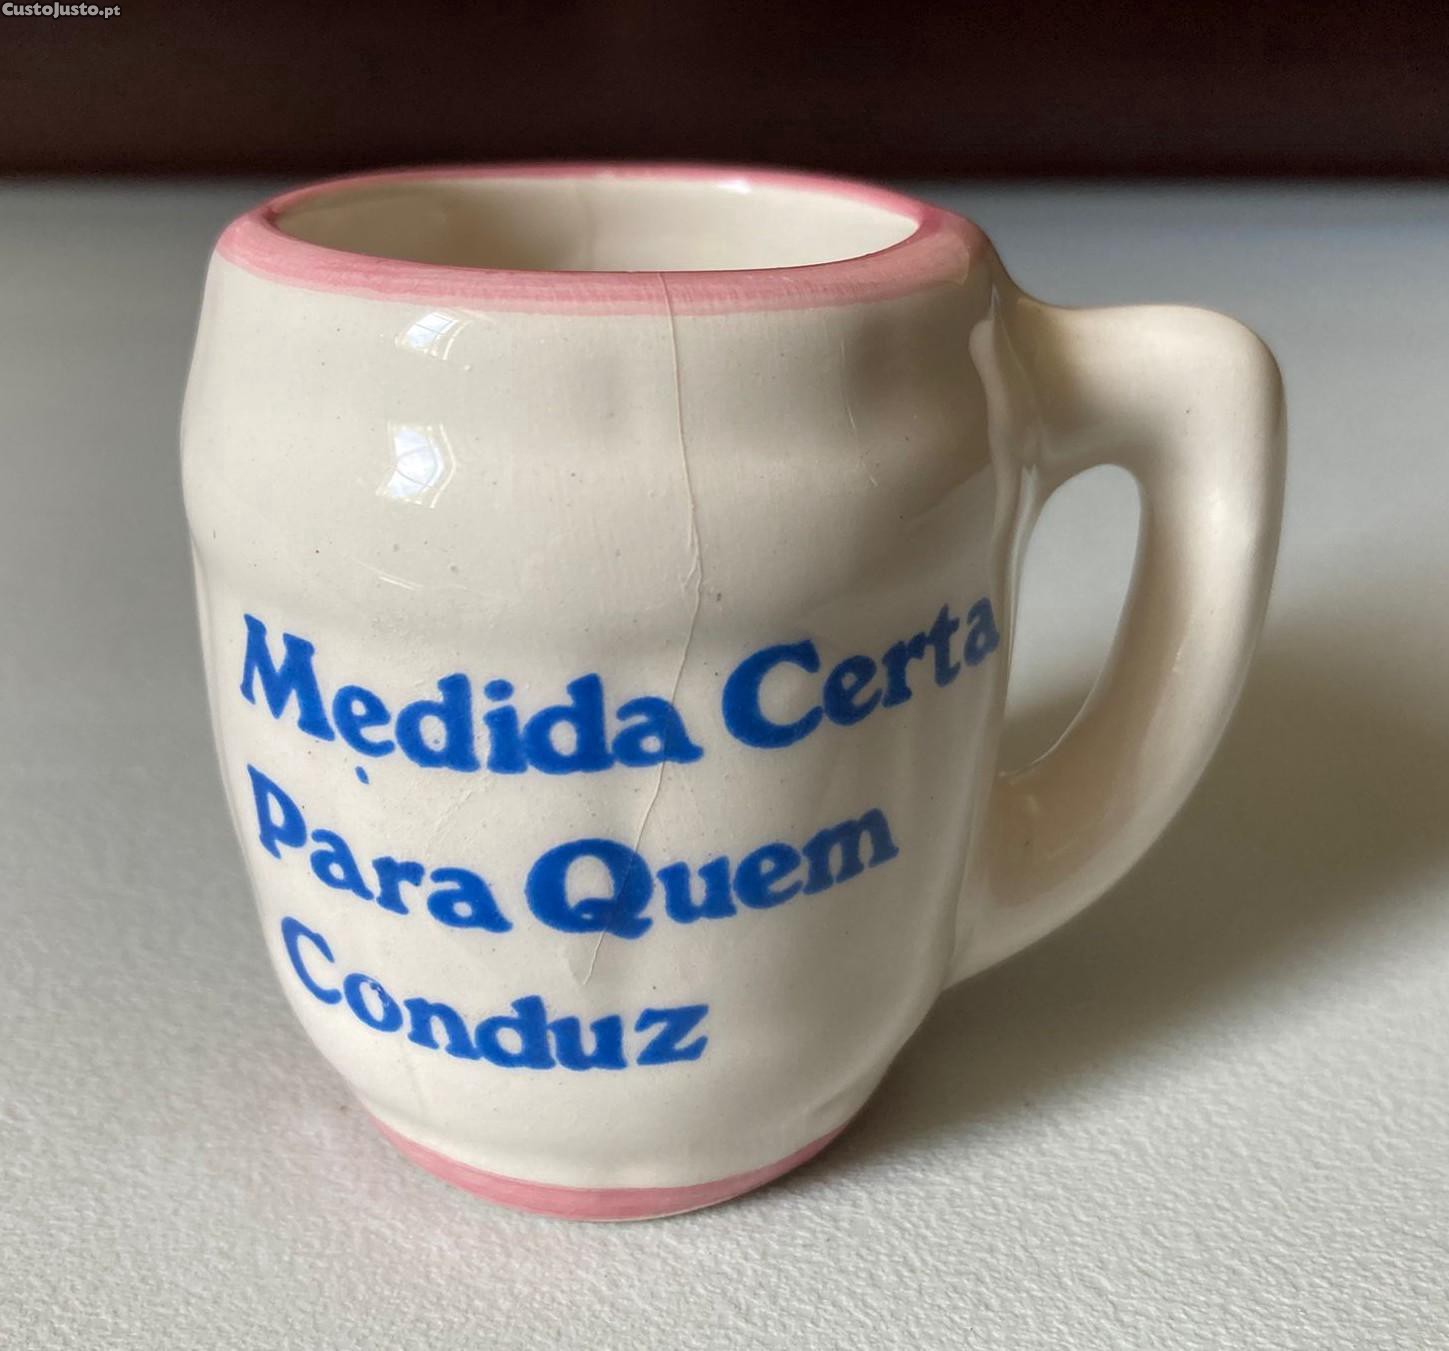 CustoJusto.pt
Medida Certa
Para Quem
Conduz